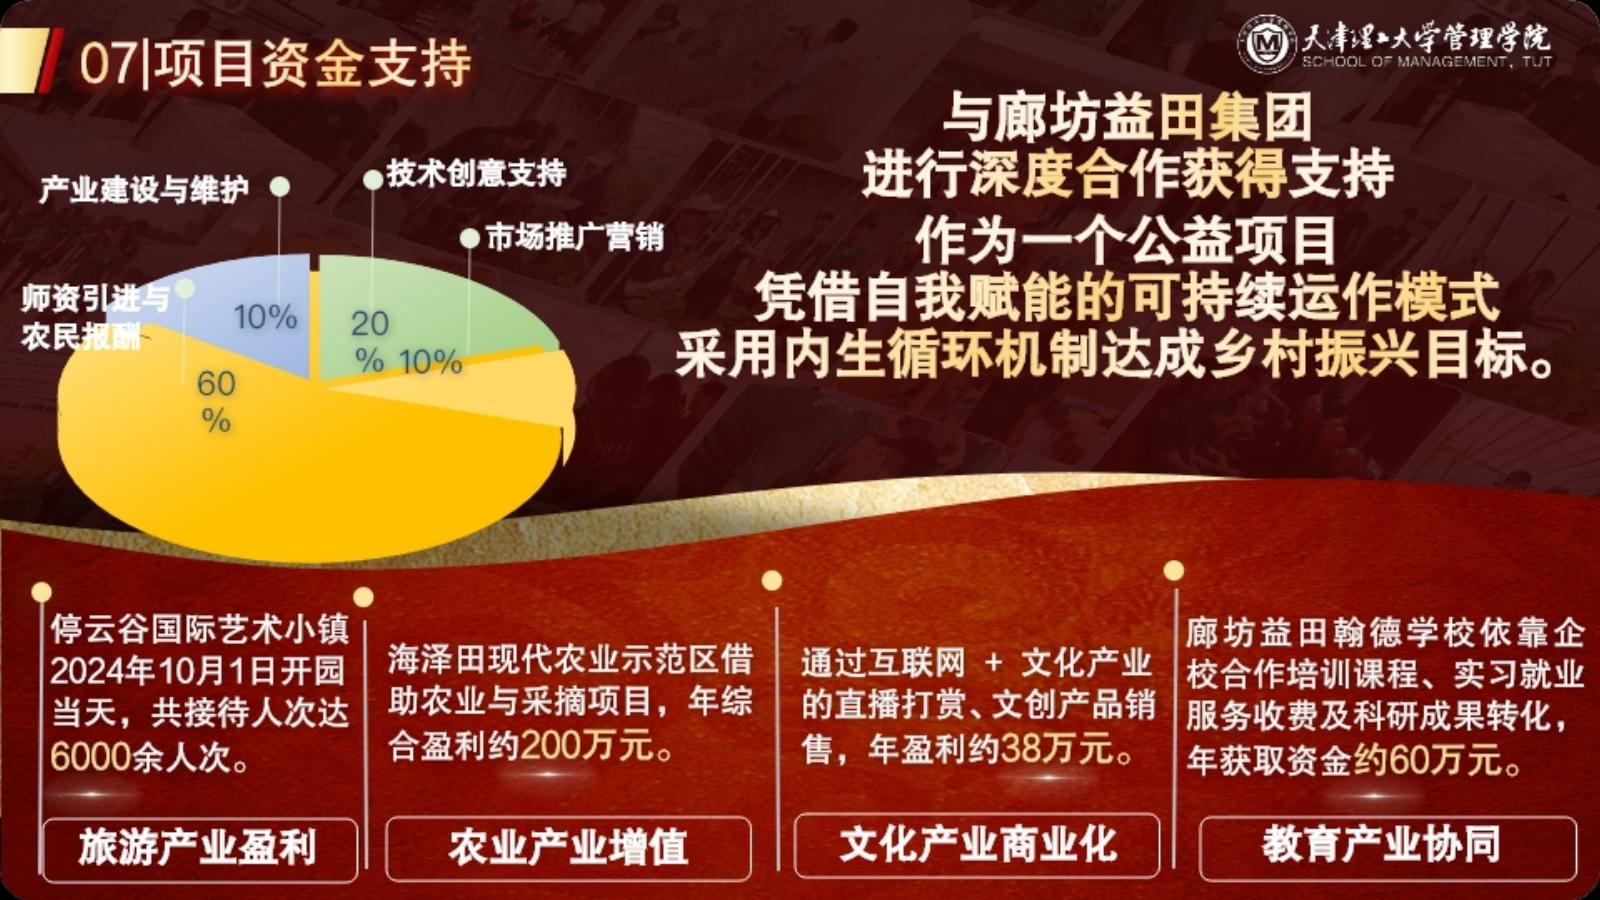 07|项目资金支持
天津理工大学管理学院
SCHOOL OF MANAGEMENT, TUT
与廊坊益田集团
进行深度合作获得支持
作为一个公益项目
凭借自我赋能的可持续运作模式
采用内生循环机制达成乡村振兴目标。
产业建设与维护
技术创意支持
市场推广营销
师资引进与
农民报酬
10%
20
%
10%
60
%
停云谷国际艺术小镇
2024年10月1日开园
当天，共接待人次达
6000余人次。
旅游产业盈利
海泽田现代农业示范区借
助农业与采摘项目，年综
合盈利约200万元。
农业产业增值
通过互联网 + 文化产业
的直播打赏、文创产品销
售，年盈利约38万元。
文化产业商业化
廊坊益田翰德学校依靠企
校合作培训课程、实习就业
服务收费及科研成果转化，
年获取资金约60万元。
教育产业协同